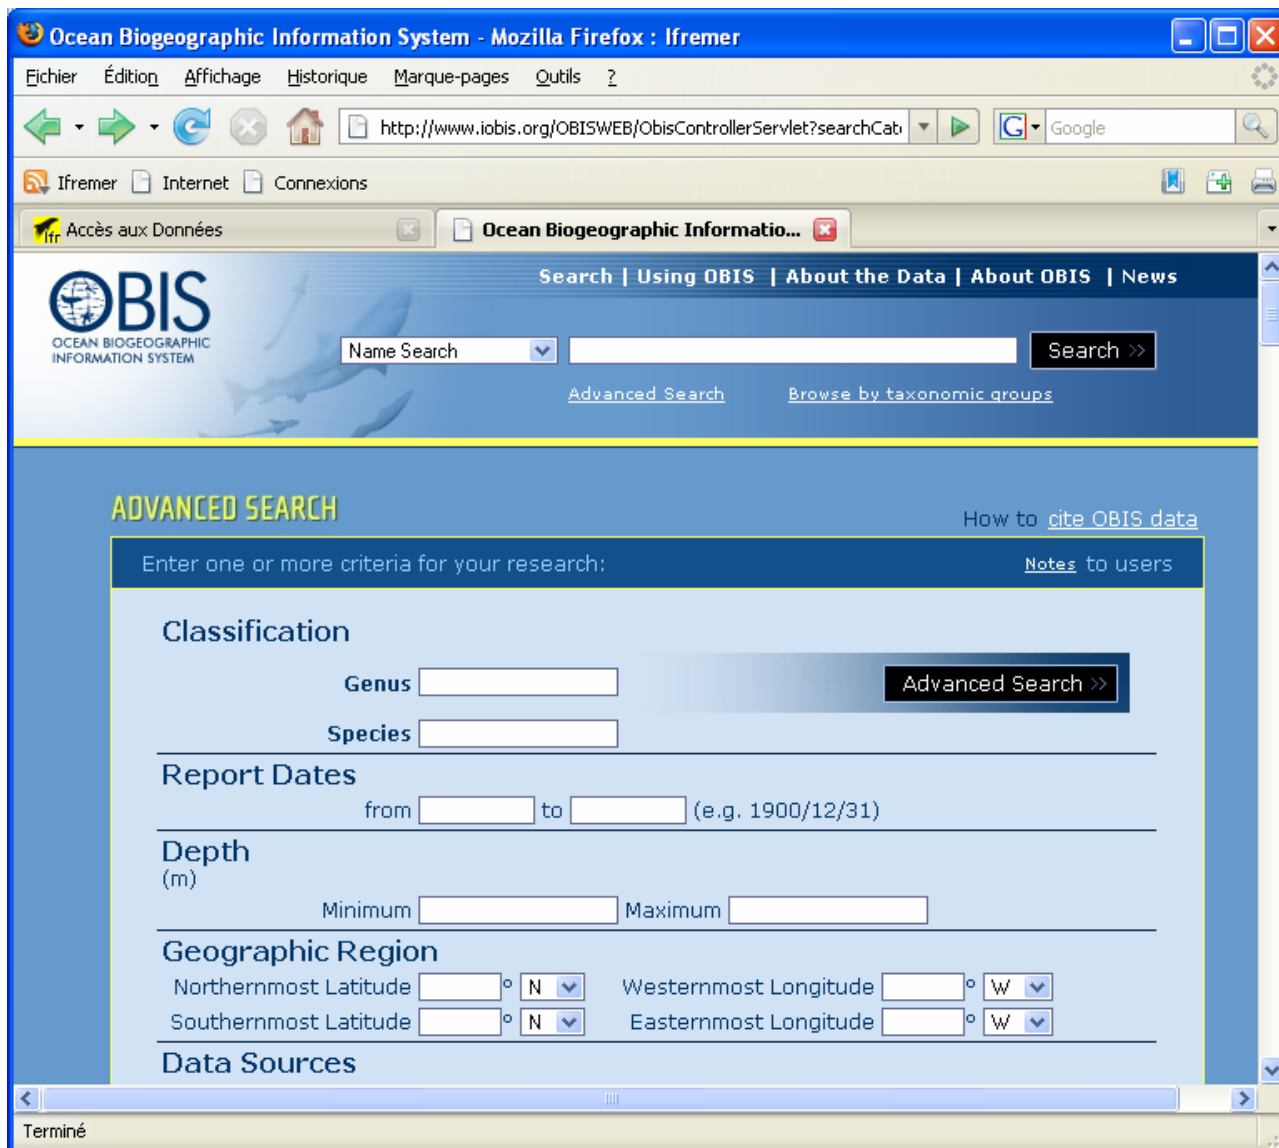 Ocean Biogeographic Information System - Mozilla Firefox : Ifremer
Fichier Édition Affichage Historique Marque-pages Outils ?
http://www.iobis.org/OBISWEB/ObisControllerServlet?searchCat G Google
Ifremer Internet Connexions
Ifr Accès aux Données Ocean Biogeographic Informatio...
Search | Using OBIS | About the Data | About OBIS | News
OBIS
OCEAN BIOGEOGRAPHIC
INFORMATION SYSTEM
Name Search Search >>
Advanced Search Browse by taxonomic groups
ADVANCED SEARCH
How to cite OBIS data
Enter one or more criteria for your research: Notes to users
Classification
Genus Advanced Search >>
Species
Report Dates
from to (e.g. 1900/12/31)
Depth
(m)
Minimum Maximum
Geographic Region
Northernmost Latitude ° N Westernmost Longitude ° W
Southernmost Latitude ° N Easternmost Longitude ° W
Data Sources
Terminé